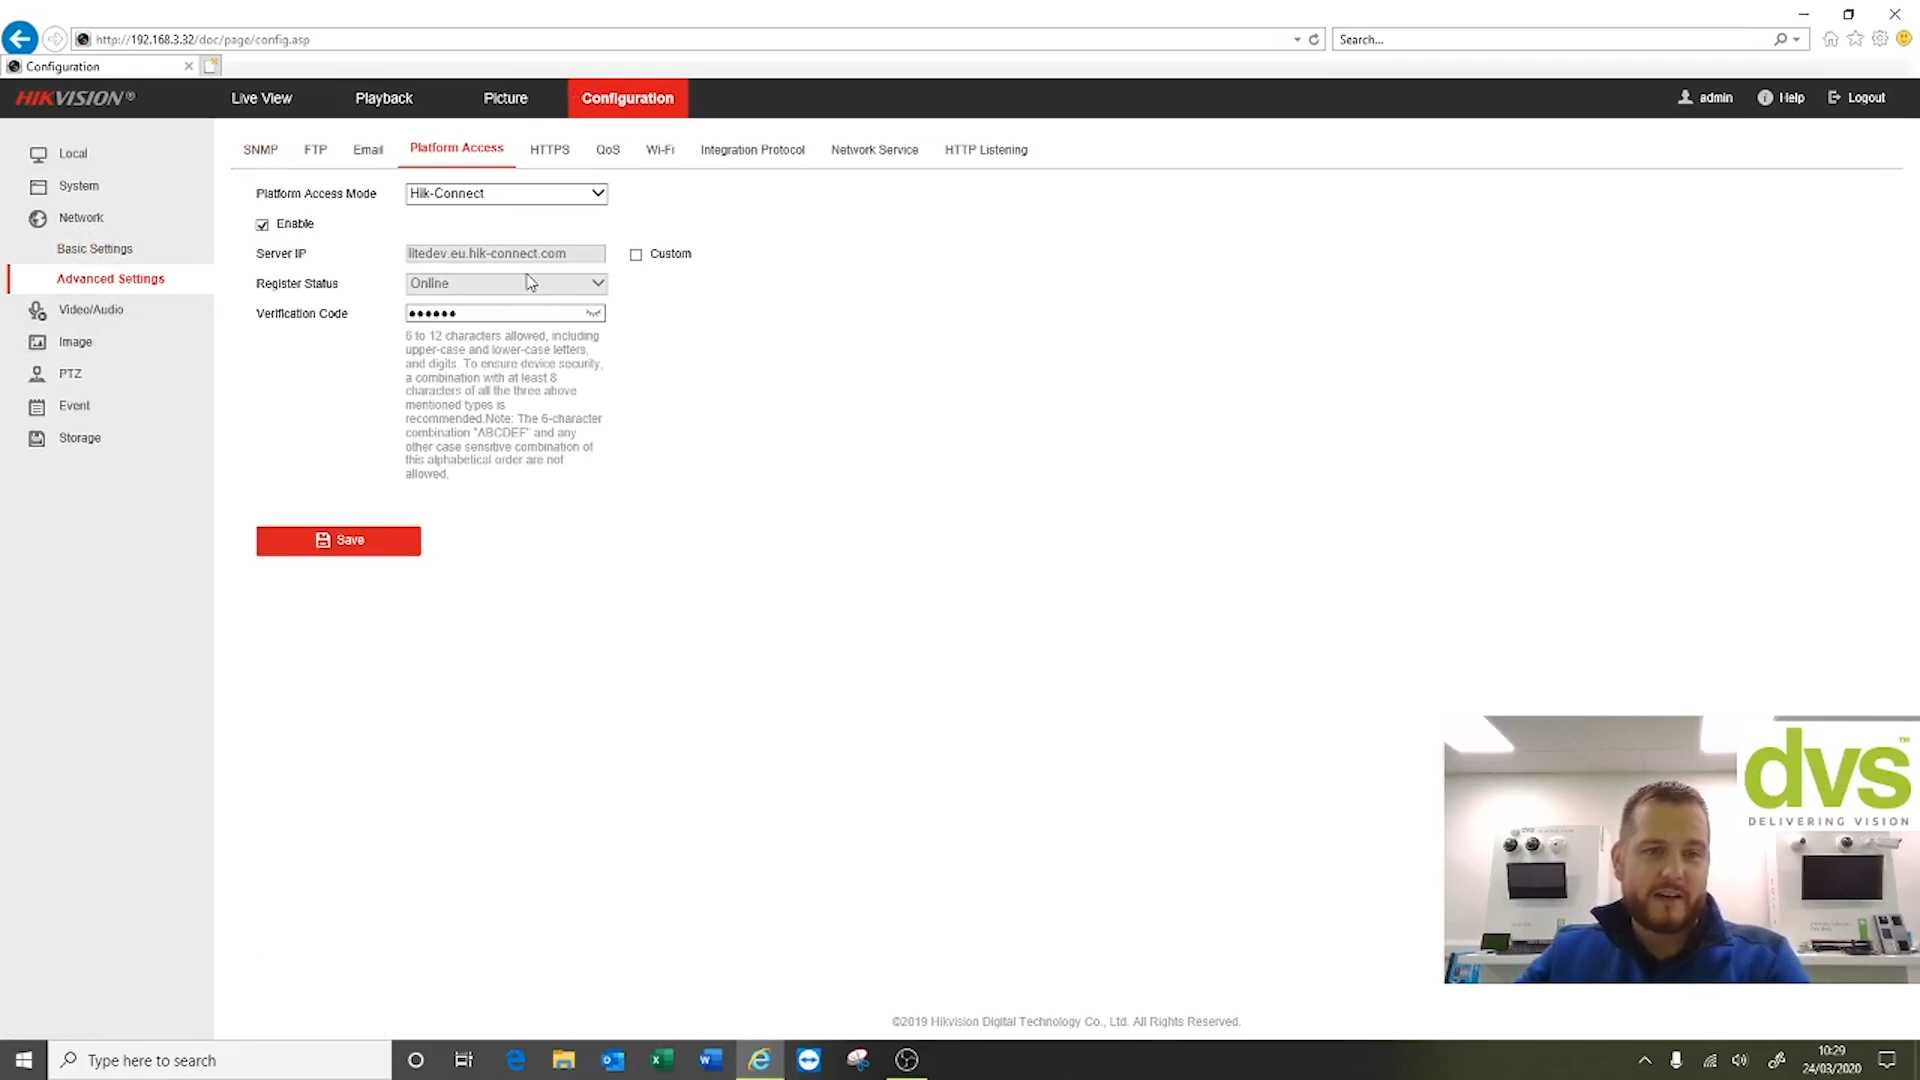 http://192.168.3.32/doc/page/config.asp
Search...
Configuration
HIKVISION®
Live View
Playback
Picture
Configuration
admin
Help
Logout
Local
System
Network
Basic Settings
Advanced Settings
Video/Audio
Image
PTZ
Event
Storage
SNMP
FTP
Email
Platform Access
HTTPS
QoS
Wi-Fi
Integration Protocol
Network Service
HTTP Listening
Platform Access Mode
Hik-Connect
Enable
Server IP
litedev.eu.hik-connect.com
Custom
Register Status
Online
Verification Code
••••••
6 to 12 characters allowed, including
upper-case and lower-case letters,
and digits. To ensure device security,
a combination with at least 8
characters of all the three above
mentioned types is
recommended.Note: The 6-character
combination "ABCDEF" and any
other case sensitive combination of
this alphabetical order are not
allowed.
Save
dvs™
DELIVERING VISION
©2019 Hikvision Digital Technology Co., Ltd. All Rights Reserved.
Type here to search
10:29
24/03/2020